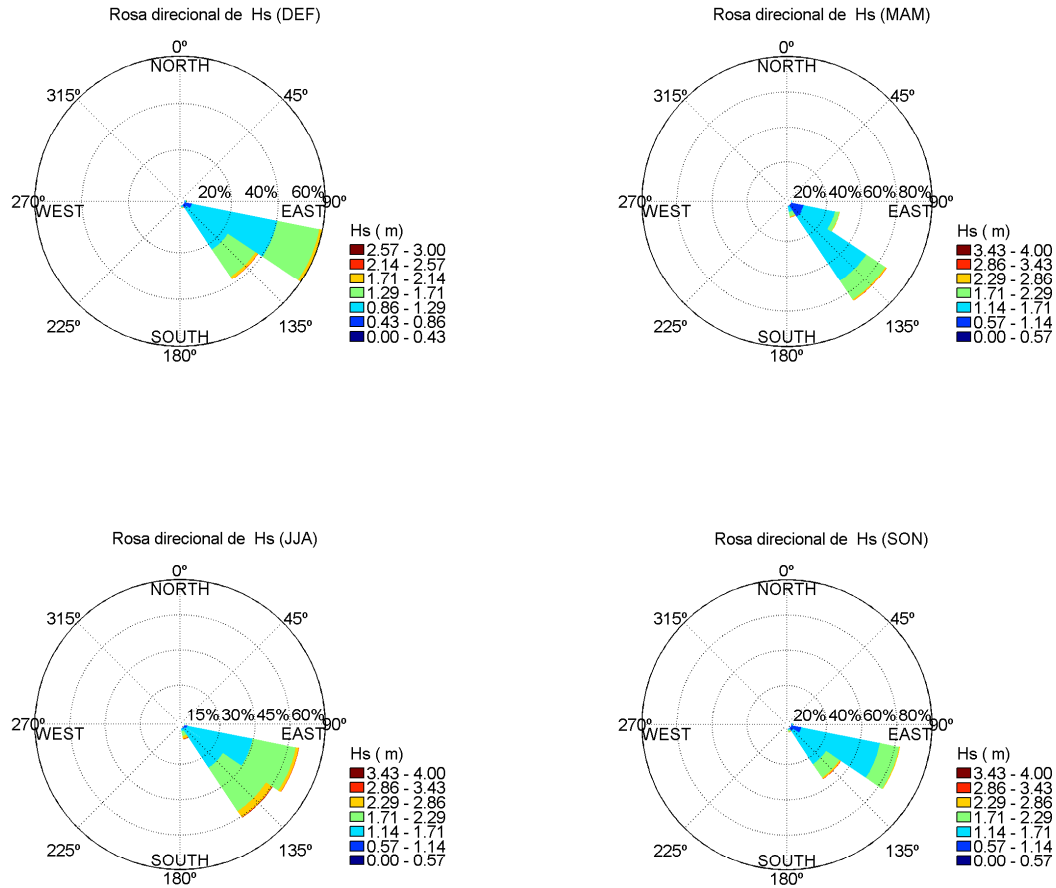 Rosa direcional de Hs (DEF)
0º
NORTH
315º
45º
20% 40% 60%
270º
WEST
EAST
90º
Hs ( m)
2.57 - 3.00
2.14 - 2.57
1.71 - 2.14
1.29 - 1.71
0.86 - 1.29
0.43 - 0.86
0.00 - 0.43
225º
135º
SOUTH
180º
Rosa direcional de Hs (MAM)
0º
NORTH
315º
45º
20% 40% 60% 80%
270º
WEST
EAST
90º
Hs ( m)
3.43 - 4.00
2.86 - 3.43
2.29 - 2.86
1.71 - 2.29
1.14 - 1.71
0.57 - 1.14
0.00 - 0.57
225º
135º
SOUTH
180º
Rosa direcional de Hs (JJA)
0º
NORTH
315º
45º
15% 30% 45% 60%
270º
WEST
EAST
90º
Hs ( m)
3.43 - 4.00
2.86 - 3.43
2.29 - 2.86
1.71 - 2.29
1.14 - 1.71
0.57 - 1.14
0.00 - 0.57
225º
135º
SOUTH
180º
Rosa direcional de Hs (SON)
0º
NORTH
315º
45º
20% 40% 60% 80%
270º
WEST
EAST
90º
Hs ( m)
3.43 - 4.00
2.86 - 3.43
2.29 - 2.86
1.71 - 2.29
1.14 - 1.71
0.57 - 1.14
0.00 - 0.57
225º
135º
SOUTH
180º